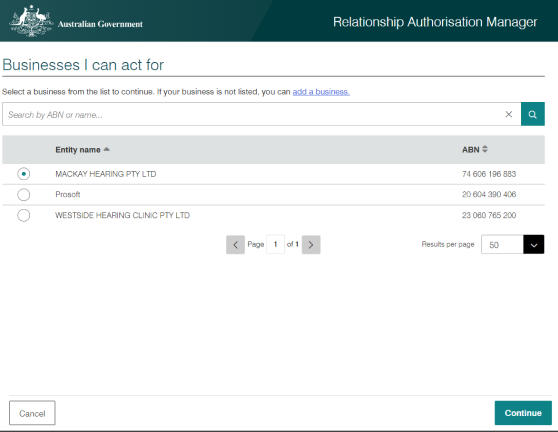 Australian Government
Relationship Authorisation Manager
Businesses I can act for
Select a business from the list to continue. If your business is not listed, you can add a business.
Search by ABN or name...
Entity name ABN
MACKAY HEARING PTY LTD 74 606 196 883
Prosoft 20 604 390 406
WESTSIDE HEARING CLINIC PTY LTD 23 060 765 200
Page 1 of 1 Results per page 50
Cancel Continue